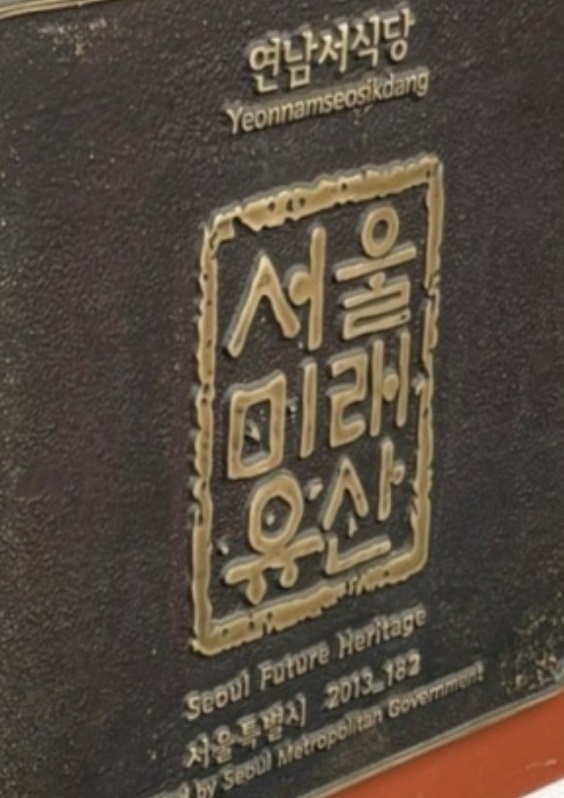 연남서식당
Yeonnamseosikdang
서울
미래
유산
Seoul Future Heritage
서울특별시 2013_182
by Seoul Metropolitan Government